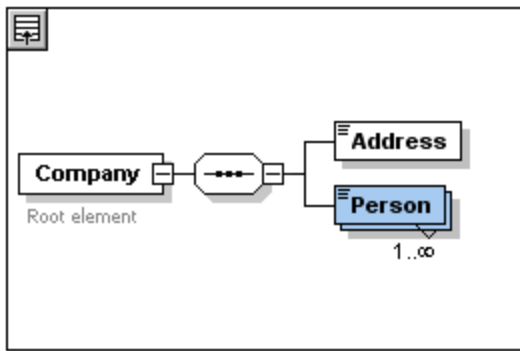 Company
Root element
Address
Person
1..∞